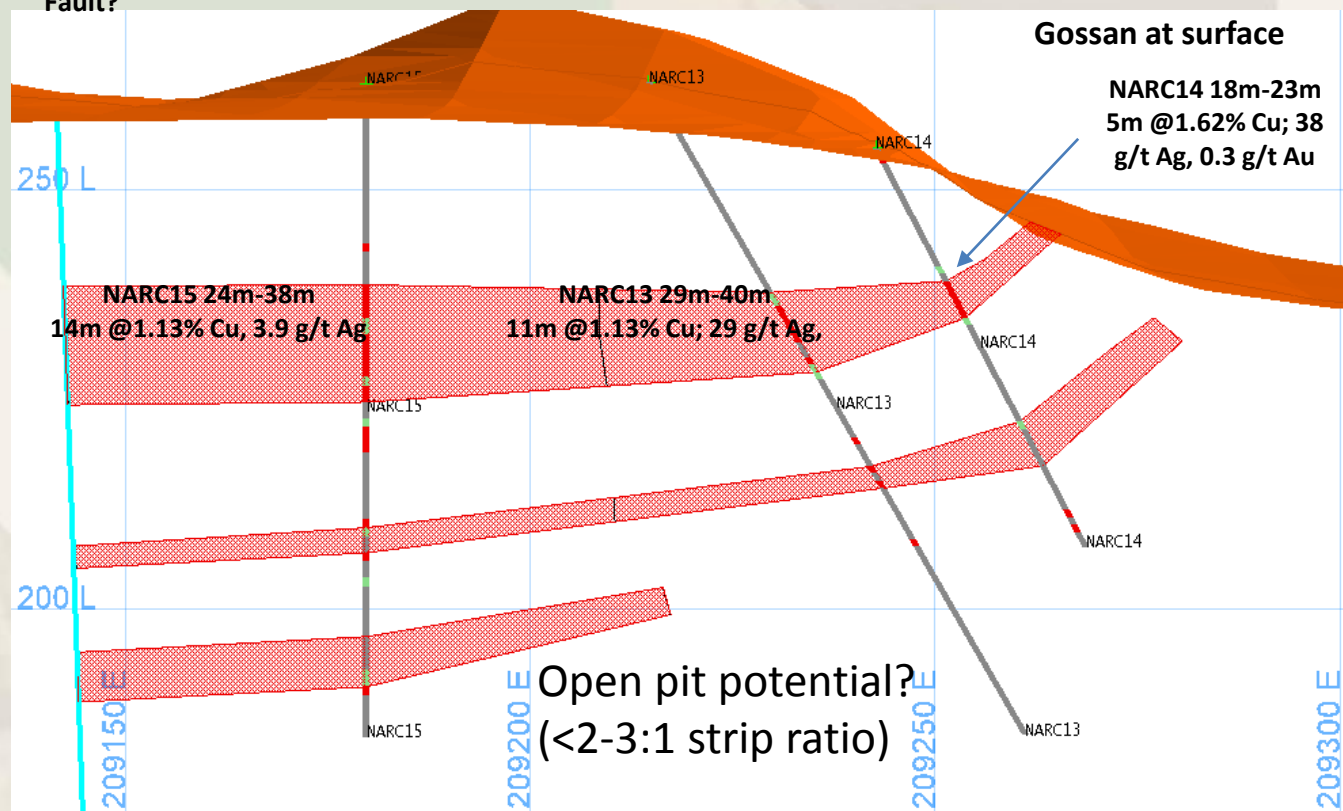 Fault?
Gossan at surface
NARC15
NARC13
NARC14
NARC14 18m-23m
5m @1.62% Cu; 38
g/t Ag, 0.3 g/t Au
250 L
NARC15 24m-38m
14m @1.13% Cu, 3.9 g/t Ag
NARC13 29m-40m
11m @1.13% Cu; 29 g/t Ag,
NARC14
NARC15
NARC13
NARC14
200 L
Open pit potential?
(<2-3:1 strip ratio)
NARC15
NARC13
209150 E
209200 E
209250 E
209300 E